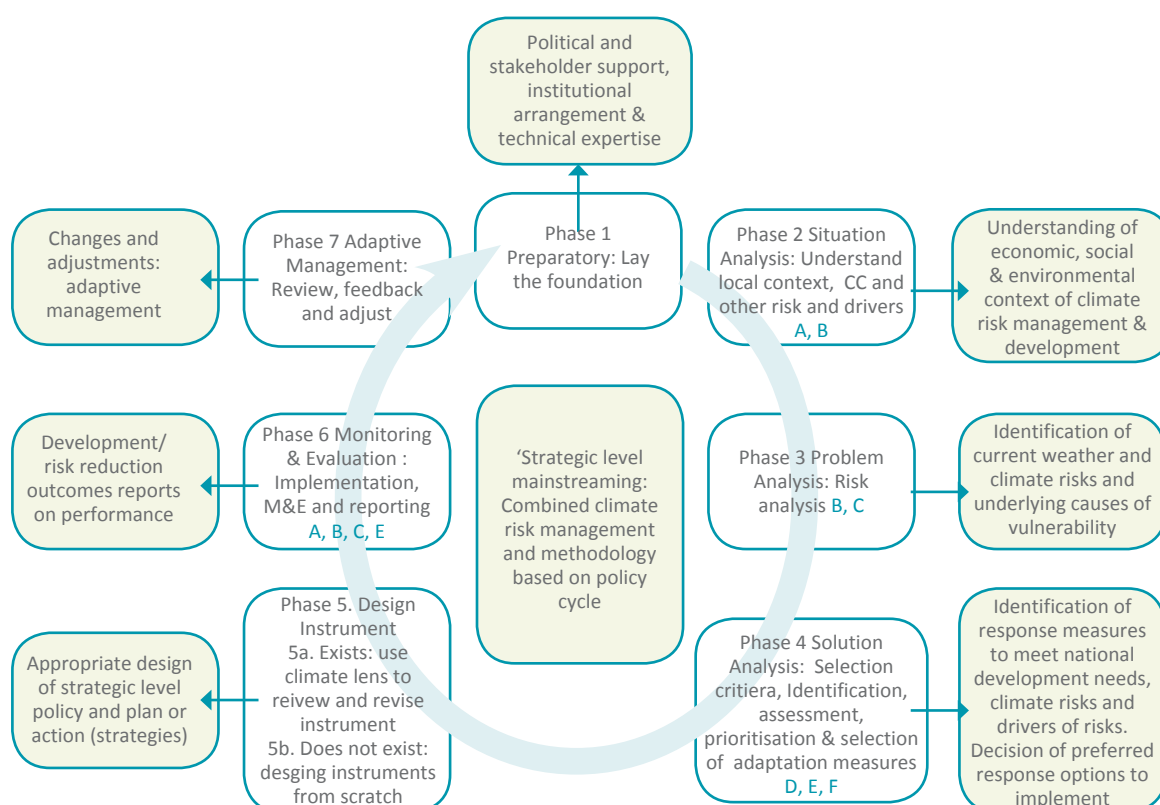 Political and
stakeholder support,
institutional
arrangement &
technical expertise
Phase 1
Preparatory: Lay
the foundation
Phase 2 Situation
Analysis: Understand
local context, CC and
other risk and drivers
A, B
Understanding of
economic, social
& environmental
context of climate
risk management &
development
Phase 3 Problem
Analysis: Risk
analysis B, C
Identification of
current weather and
climate risks and
underlying causes of
vulnerability
Phase 4 Solution
Analysis: Selection
critiera, Identification,
assessment,
prioritisation & selection
of adaptation measures
D, E, F
Identification of
response measures
to meet national
development needs,
climate risks and
drivers of risks.
Decision of preferred
response options to
implement
Phase 5. Design
Instrument
5a. Exists: use
climate lens to
reivew and revise
instrument
5b. Does not exist:
desging instruments
from scratch
Appropriate design
of strategic level
policy and plan or
action (strategies)
Phase 6 Monitoring
& Evaluation :
Implementation,
M&E and reporting
A, B, C, E
Development/
risk reduction
outcomes reports
on performance
Phase 7 Adaptive
Management:
Review, feedback
and adjust
Changes and
adjustments:
adaptive
management
‘Strategic level
mainstreaming:
Combined climate
risk management
and methodology
based on policy
cycle